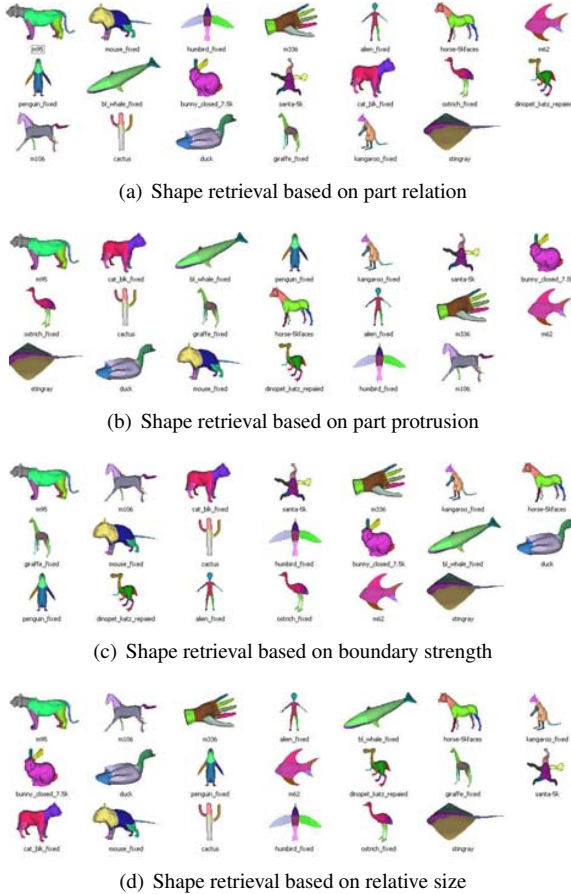 m95 mouse_fixed humbird_fixed m336 alien_fixed horse-5kfaces m62
penguin_fixed bl_whale_fixed bunny_closed_7.5k santa-5k cat_blk_fixed ostrich_fixed dinopet_katz_repaied
m106 cactus duck giraffe_fixed kangaroo_fixed stingray
(a) Shape retrieval based on part relation
m95 cat_blk_fixed bl_whale_fixed penguin_fixed kangaroo_fixed santa-5k bunny_closed_7.5k
ostrich_fixed cactus giraffe_fixed horse-5kfaces alien_fixed m336 m62
stingray duck mouse_fixed dinopet_katz_repaied humbird_fixed m106
(b) Shape retrieval based on part protrusion
m95 m106 cat_blk_fixed santa-5k m336 kangaroo_fixed horse-5kfaces
giraffe_fixed mouse_fixed cactus humbird_fixed bunny_closed_7.5k bl_whale_fixed duck
penguin_fixed dinopet_katz_repaied alien_fixed ostrich_fixed m62 stingray
(c) Shape retrieval based on boundary strength
m95 m106 m336 alien_fixed bl_whale_fixed horse-5kfaces kangaroo_fixed
bunny_closed_7.5k duck penguin_fixed m62 dinopet_katz_repaied giraffe_fixed santa-5k
cat_blk_fixed mouse_fixed cactus humbird_fixed ostrich_fixed stingray
(d) Shape retrieval based on relative size